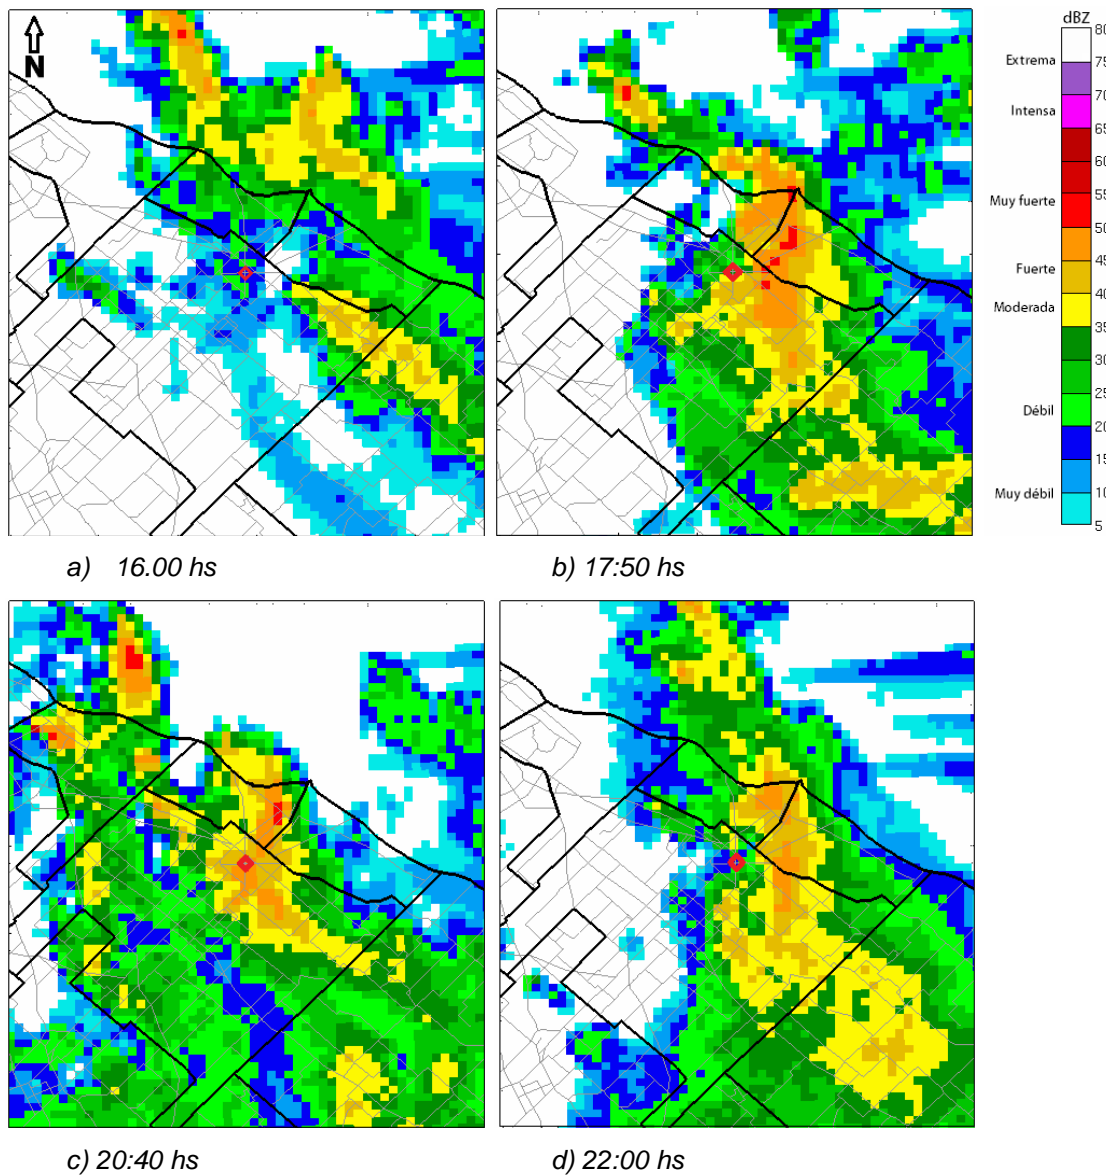 N
dBZ
80
Extrema
75
70
Intensa
65
60
55
Muy fuerte
50
45
Fuerte
40
Moderada
35
30
25
Débil
20
15
Muy débil
10
5
a) 16.00 hs
b) 17:50 hs
c) 20:40 hs
d) 22:00 hs